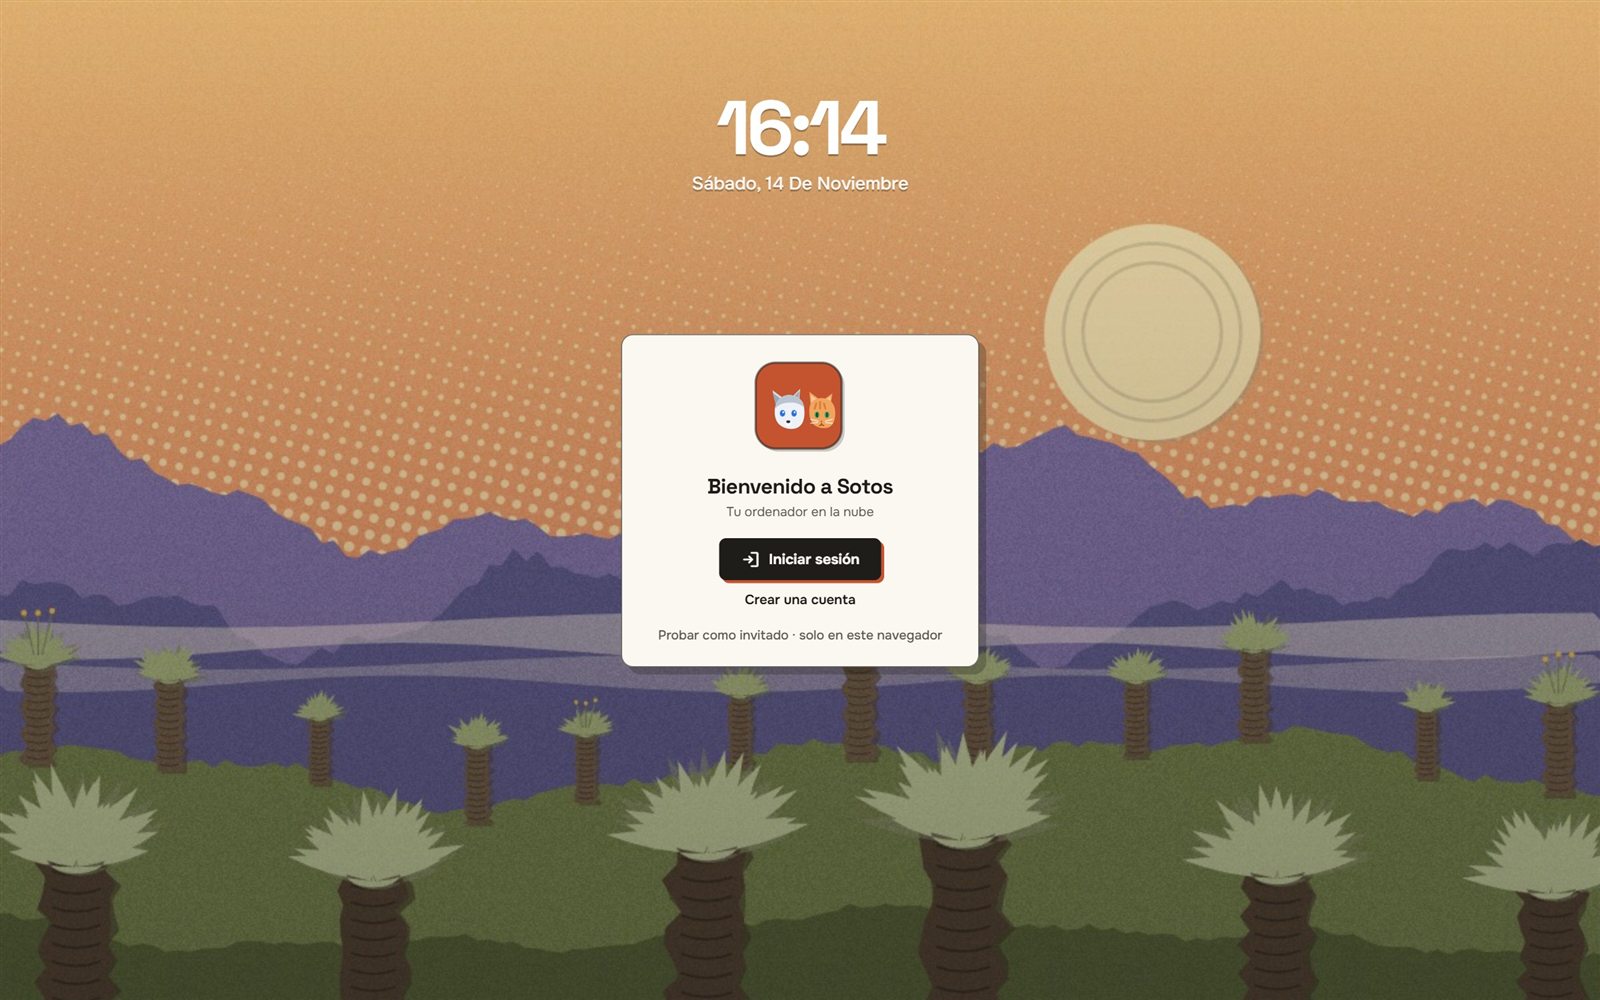 16:14
Sábado, 14 De Noviembre
Bienvenido a Sotos
Tu ordenador en la nube
Iniciar sesión
Crear una cuenta
Probar como invitado · solo en este navegador